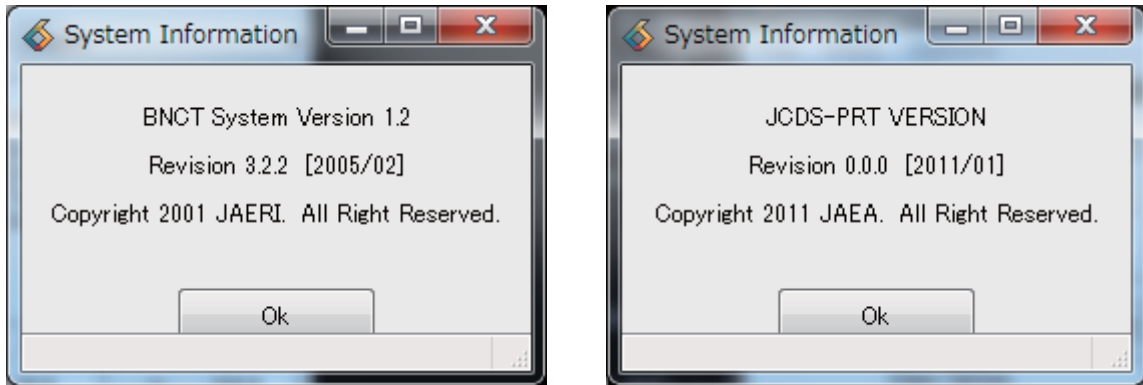 System Information
BNCT System Version 1.2
Revision 3.2.2 [2005/02]
Copyright 2001 JAERI. All Right Reserved.
Ok
System Information
JCDS-PRT VERSION
Revision 0.0.0 [2011/01]
Copyright 2011 JAEA. All Right Reserved.
Ok